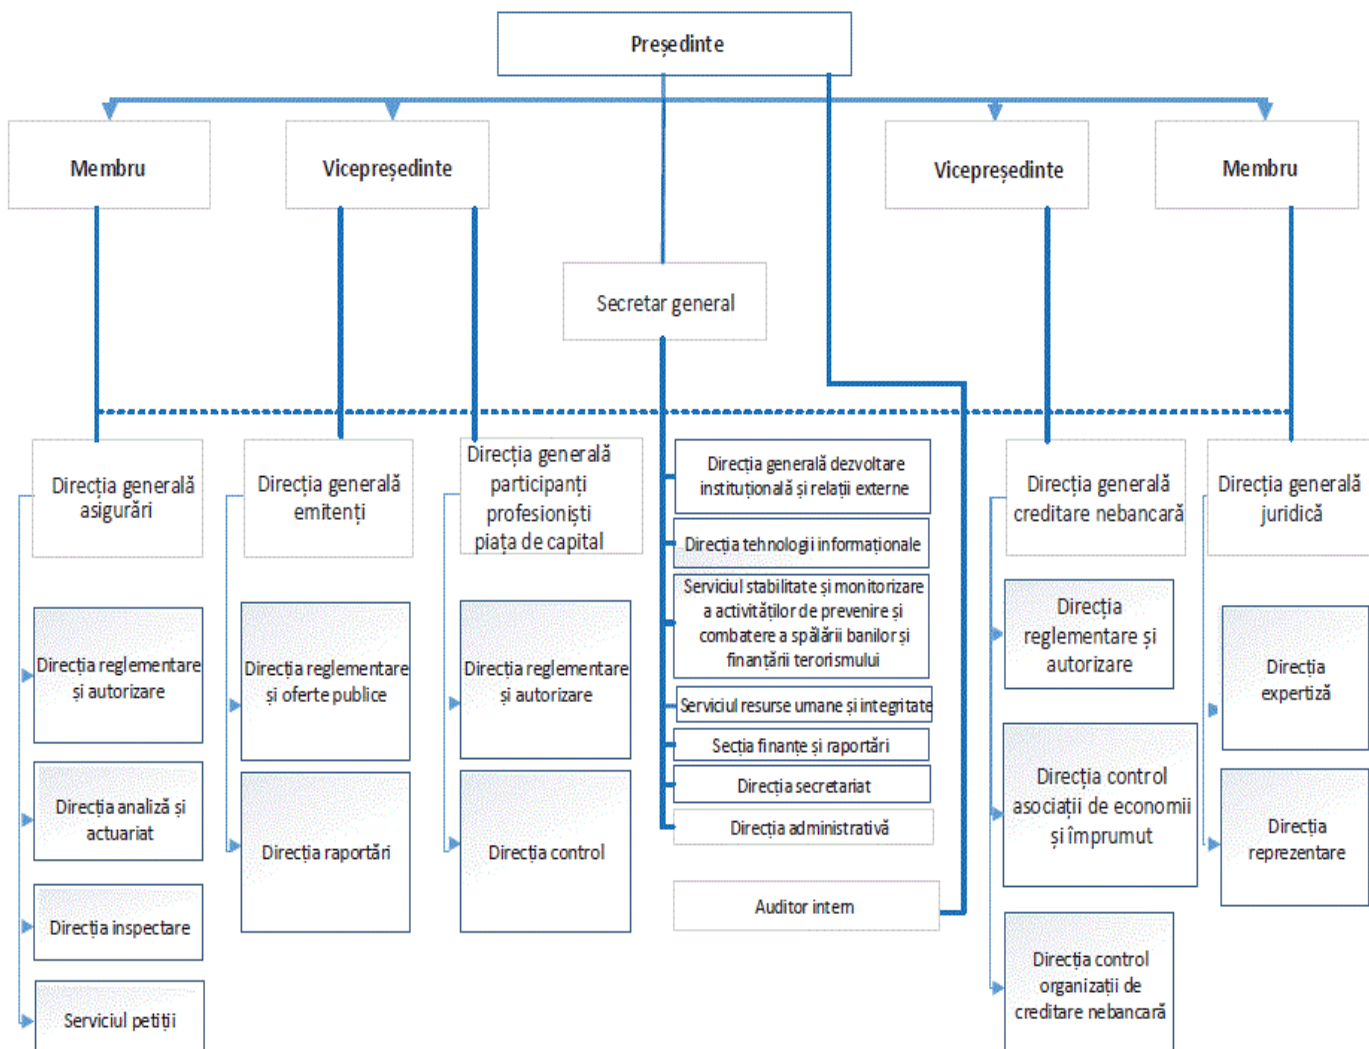 Președinte
Membru
Vicepreședinte
Vicepreședinte
Membru
Secretar general
Direcția generală
asigurări
Direcția reglementare
și autorizare
Direcția analiză și
actuariat
Direcția inspectare
Serviciul petiții
Direcția generală
emitenți
Direcția reglementare
și oferte publice
Direcția raportări
Direcția generală
participanți
profesioniști
piața de capital
Direcția reglementare
și autorizare
Direcția control
Direcția generală dezvoltare
instituțională și relații externe
Direcția tehnologii informaționale
Serviciul stabilitate și monitorizare
a activităților de prevenire și
combatere a spălării banilor și
finanțării terorismului
Serviciul resurse umane și integritate
Secția finanțe și raportări
Direcția secretariat
Direcția administrativă
Auditor intern
Direcția generală
creditare nebancară
Direcția
reglementare și
autorizare
Direcția control
asociații de economii
și împrumut
Direcția control
organizații de
creditare nebancară
Direcția generală
juridică
Direcția
expertiză
Direcția
reprezentare